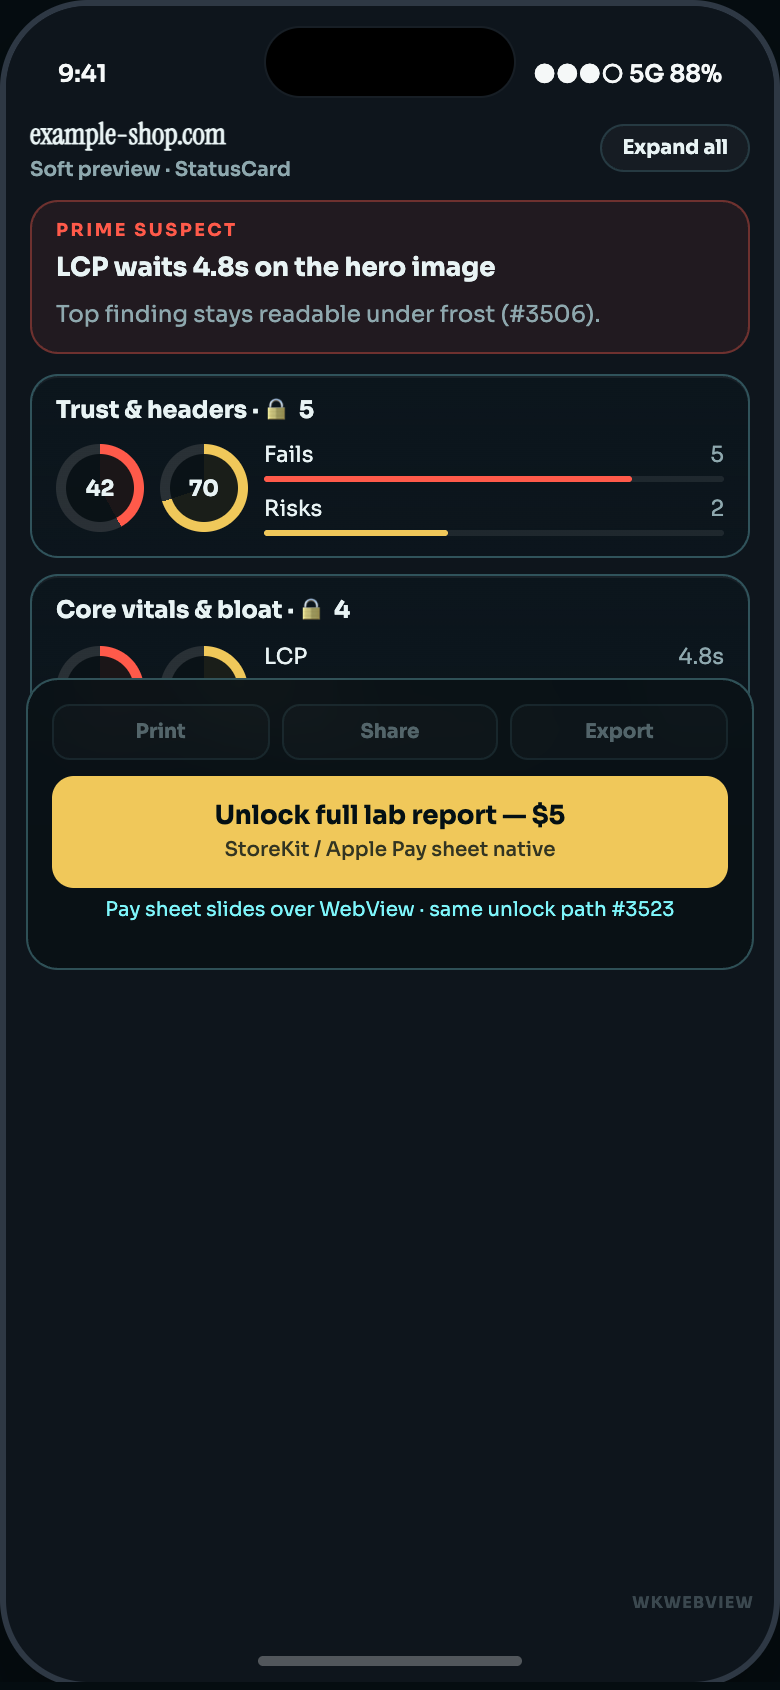 9:41
5G 88%
example-shop.com
Soft preview · StatusCard
Expand all
PRIME SUSPECT
LCP waits 4.8s on the hero image
Top finding stays readable under frost (#3506).
Trust & headers · 🔒 5
42
70
Fails
5
Risks
2
Core vitals & bloat · 🔒 4
LCP
4.8s
Print
Share
Export
Unlock full lab report — $5
StoreKit / Apple Pay sheet native
Pay sheet slides over WebView · same unlock path #3523
WKWEBVIEW